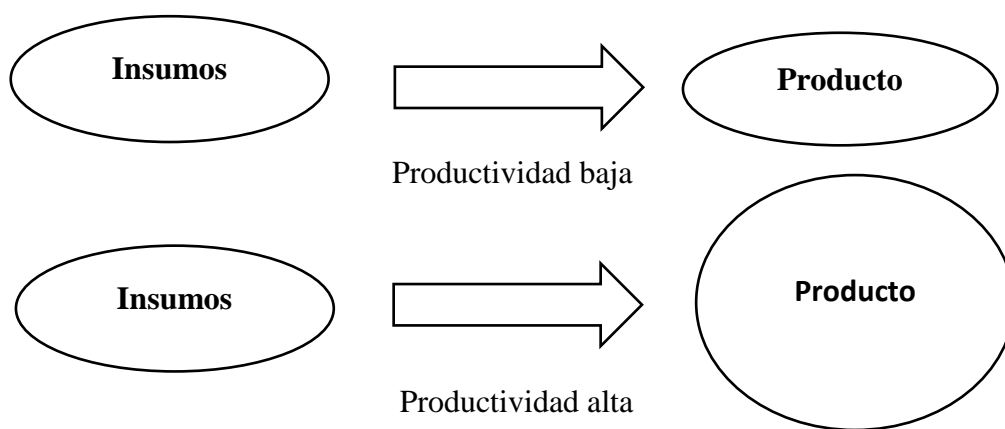 Insumos
Producto
Productividad baja
Insumos
Producto
Productividad alta